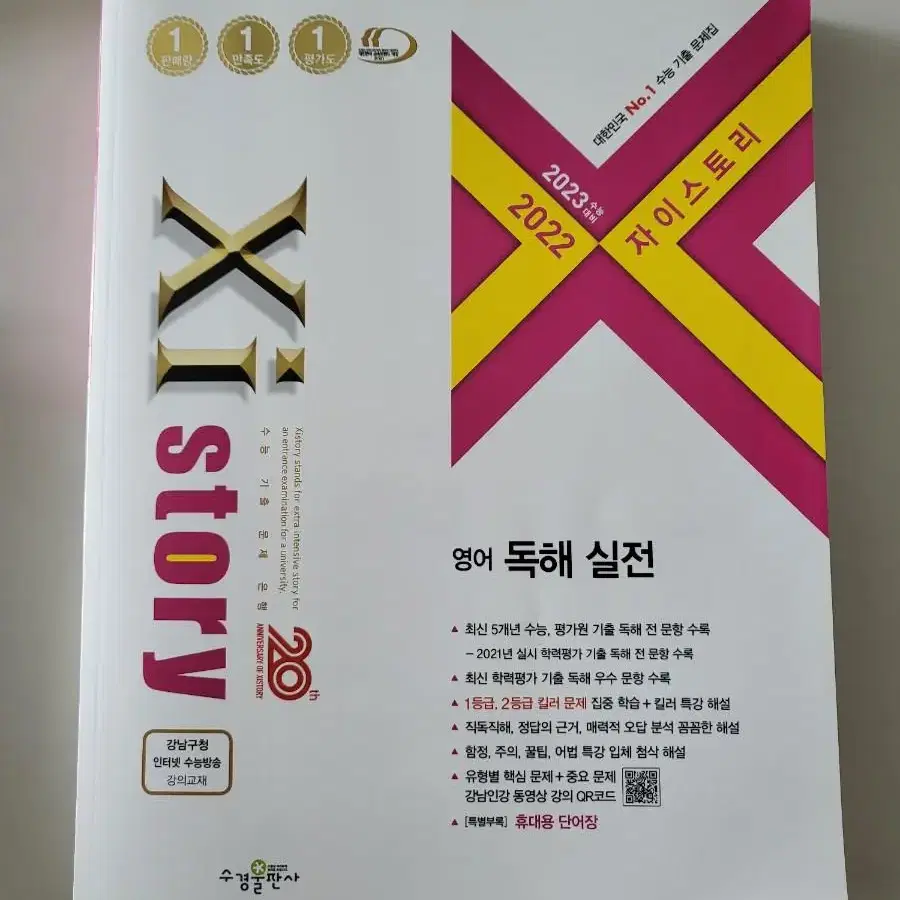 1 판매량
1 만족도
1 평가도
대한민국 No.1 수능 기출 문제집
2023 수능 대비
2022
자이스토리
Xi story
Xistory stands for extra intensive story for
an entrance examination for a university.
수능 기출 문제 은행
20th
ANNIVERSARY OF XISTORY
영어 독해 실전
▲ 최신 5개년 수능, 평가원 기출 독해 전 문항 수록
– 2021년 실시 학력평가 기출 독해 전 문항 수록
▲ 최신 학력평가 기출 독해 우수 문항 수록
▲ 1등급, 2등급 킬러 문제 집중 학습 + 킬러 특강 해설
▲ 직독직해, 정답의 근거, 매력적 오답 분석 꼼꼼한 해설
▲ 함정, 주의, 꿀팁, 어법 특강 입체 첨삭 해설
▲ 유형별 핵심 문제 + 중요 문제
강남인강 동영상 강의 QR코드
▲ [특별부록] 휴대용 단어장
강남구청
인터넷 수능방송
강의교재
수경출판사